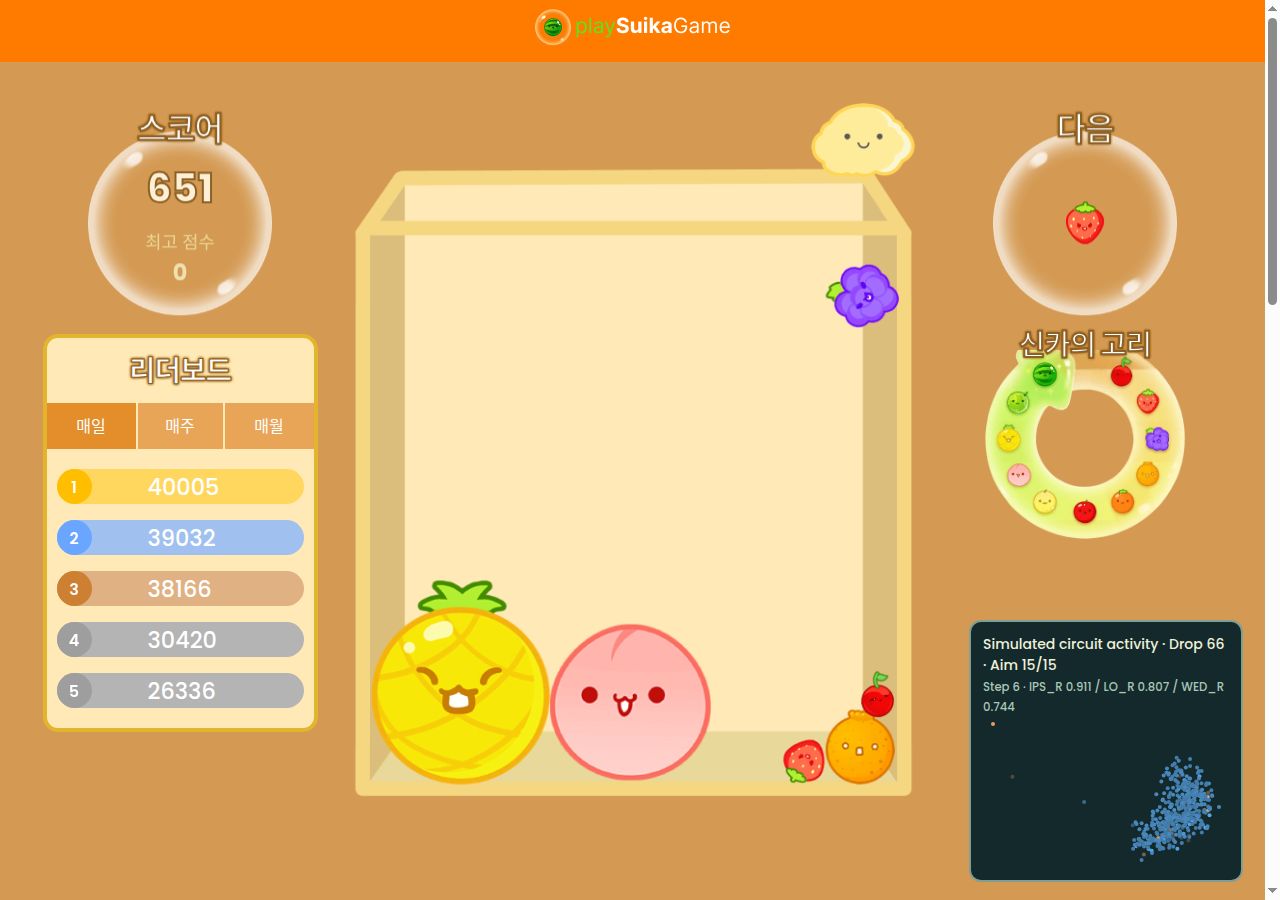 playSuikaGame
스코어
651
최고 점수
0
리더보드
매일 매주 매월
1 40005
2 39032
3 38166
4 30420
5 26336
다음
신카의 고리
Simulated circuit activity · Drop 66
· Aim 15/15
Step 6 · IPS_R 0.911 / LO_R 0.807 / WED_R
0.744